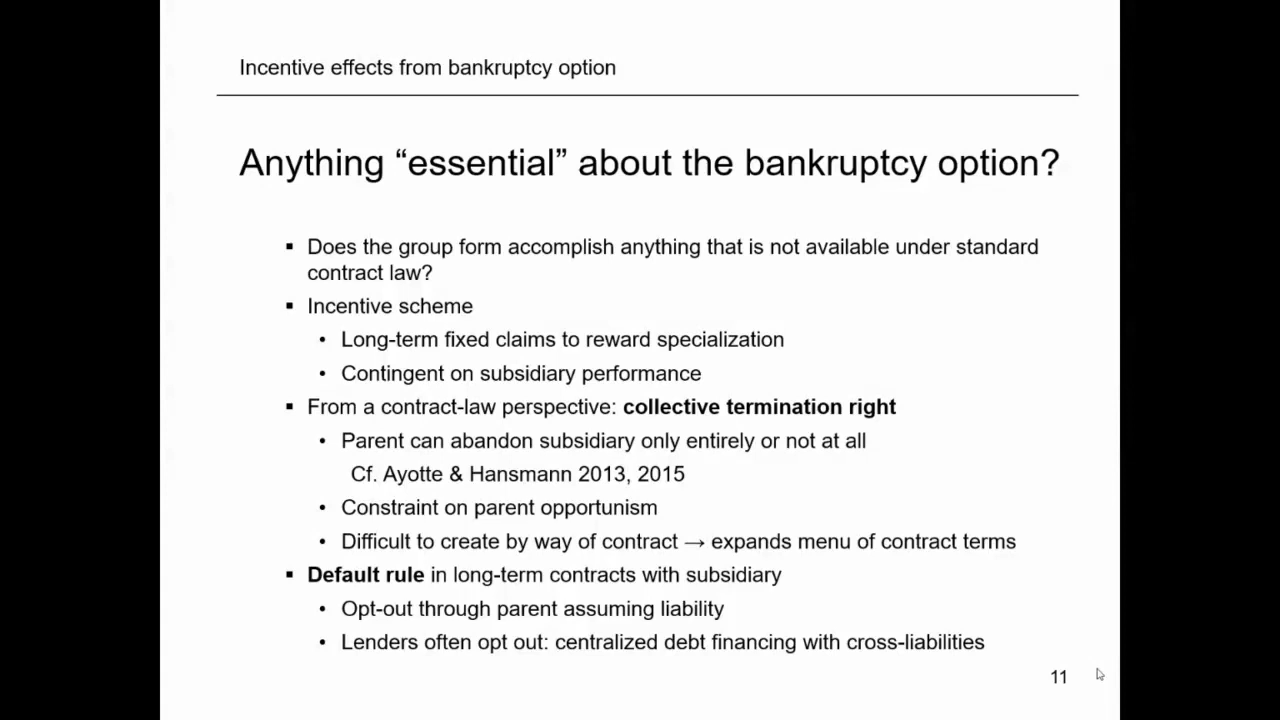 Incentive effects from bankruptcy option
Anything “essential” about the bankruptcy option?
▪ Does the group form accomplish anything that is not available under standard
contract law?
▪ Incentive scheme
• Long-term fixed claims to reward specialization
• Contingent on subsidiary performance
▪ From a contract-law perspective: collective termination right
• Parent can abandon subsidiary only entirely or not at all
Cf. Ayotte & Hansmann 2013, 2015
• Constraint on parent opportunism
• Difficult to create by way of contract → expands menu of contract terms
▪ Default rule in long-term contracts with subsidiary
• Opt-out through parent assuming liability
• Lenders often opt out: centralized debt financing with cross-liabilities
11